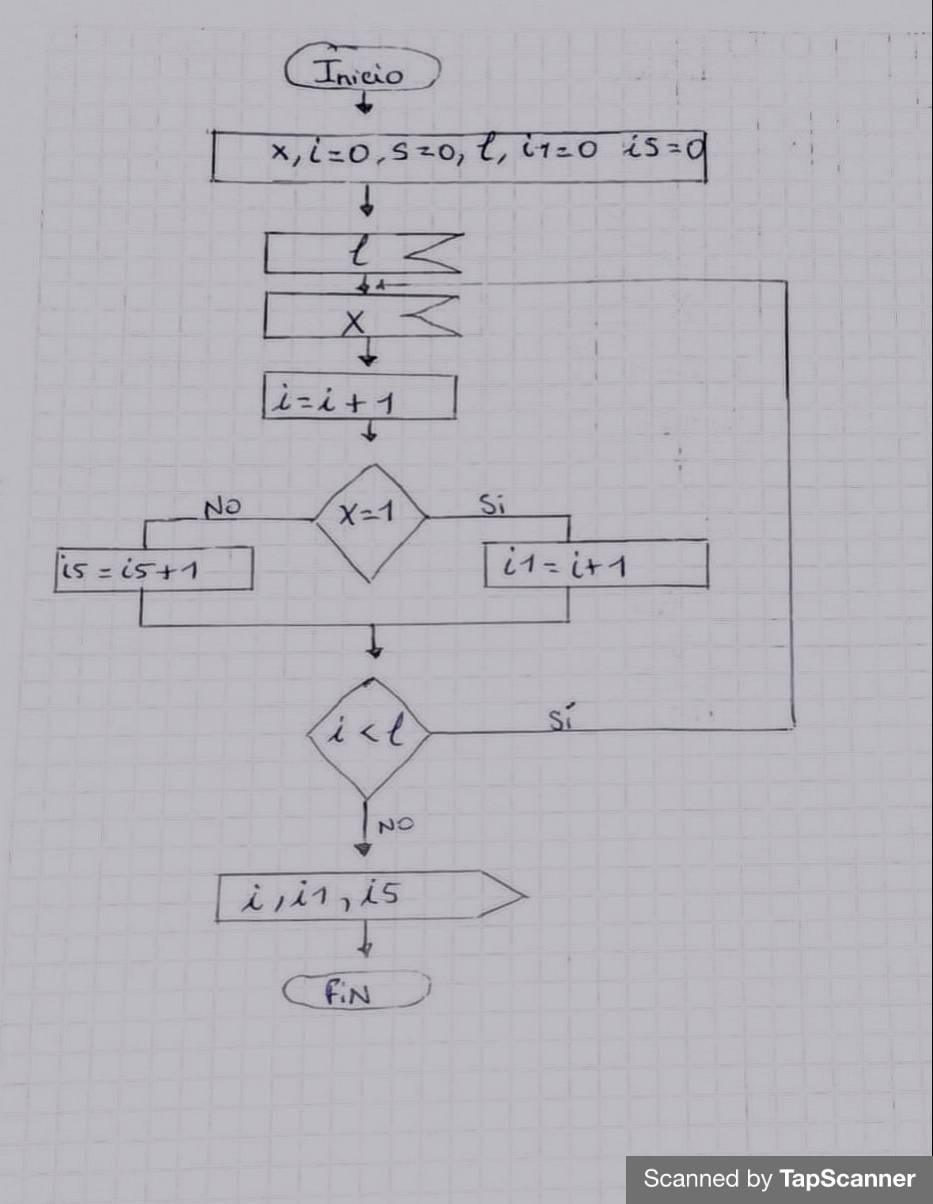 Inicio
x, i=0, s=0, l, i1=0 i5=0
l
x
i=i+1
x=1
No
Si
i5=i5+1
i1=i+1
i<l
Sí
NO
i, i1, i5
FiN
Scanned by TapScanner